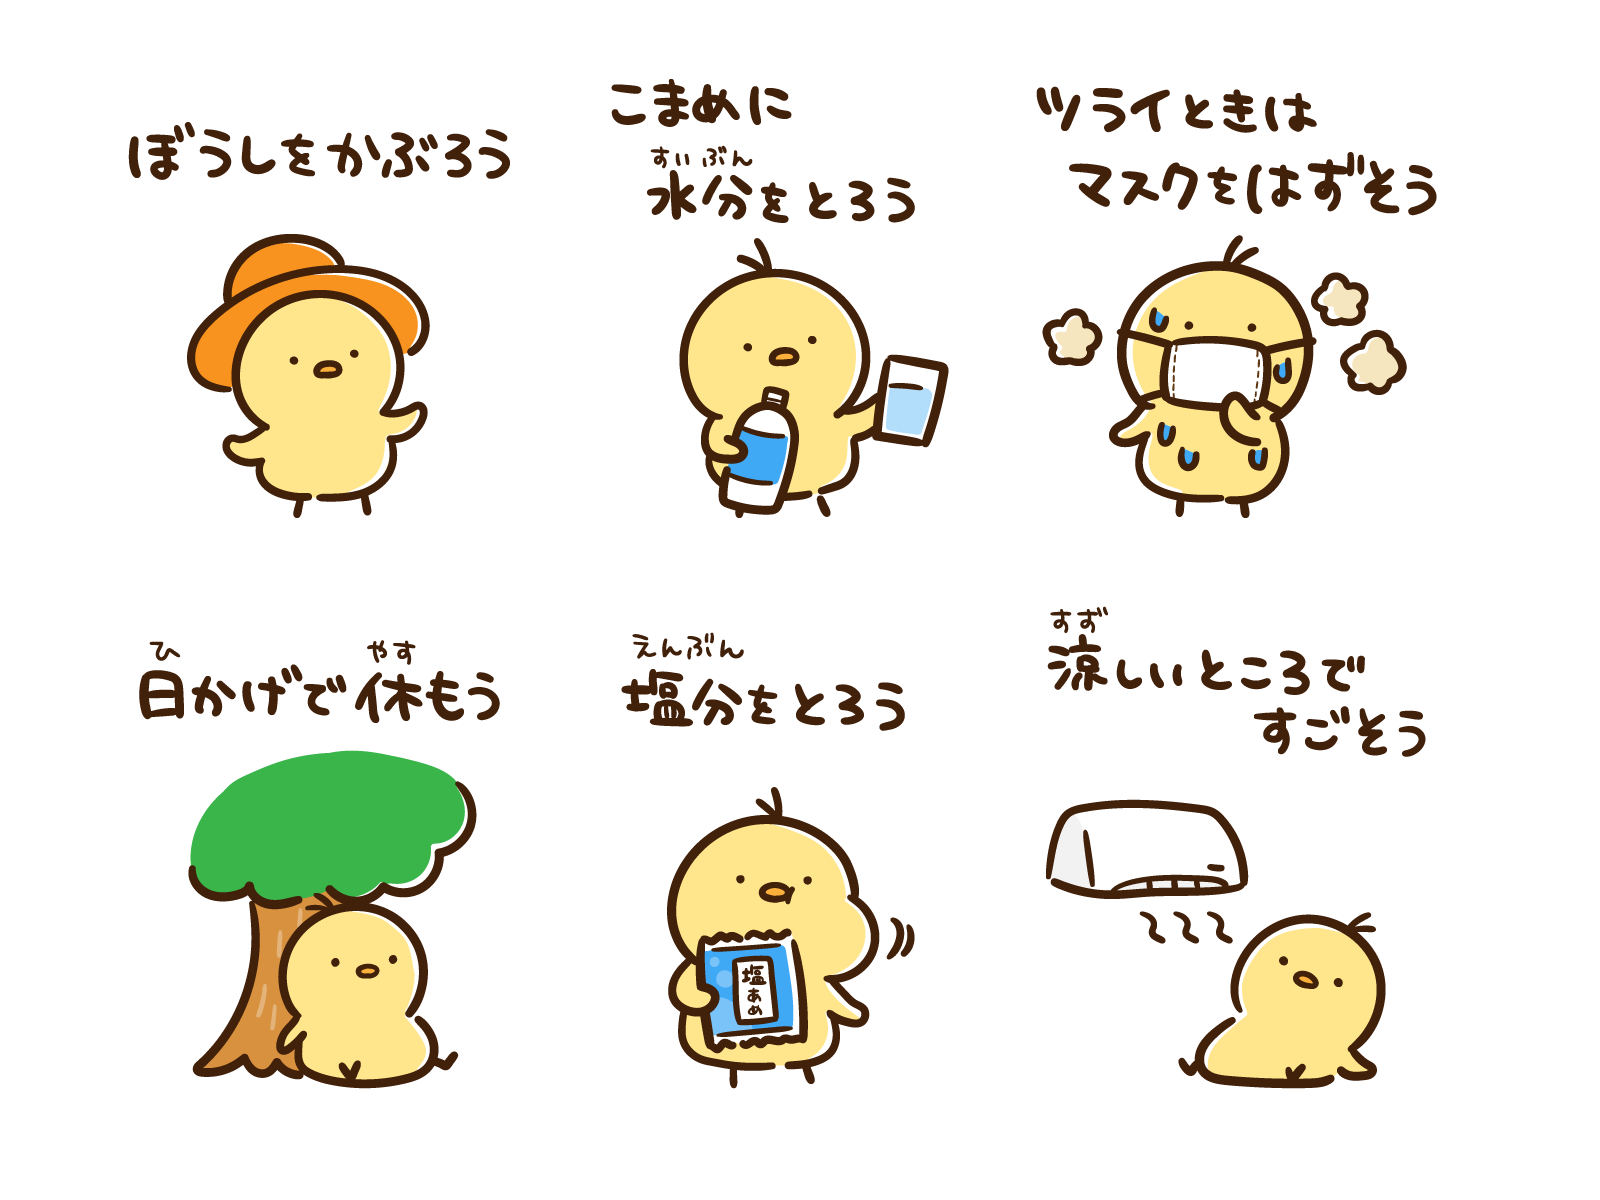 ぼうしをかぶろう
こまめに
すいぶん
水分をとろう
ツライときは
マスクをはずそう
ひ やす
日かげで休もう
えんぶん
塩分をとろう
塩あめ
すず
涼しいところで
すごそう